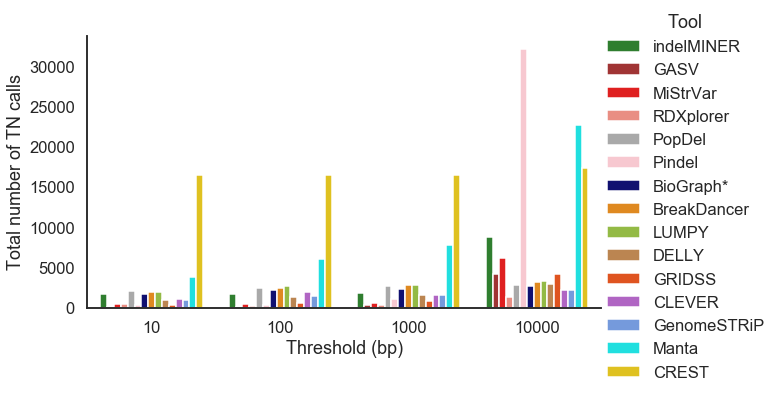 Total number of TN calls
30000
25000
20000
15000
10000
5000
0
10
100
1000
10000
Threshold (bp)
Tool
indelMINER
GASV
MiStrVar
RDXplorer
PopDel
Pindel
BioGraph*
BreakDancer
LUMPY
DELLY
GRIDSS
CLEVER
GenomeSTRiP
Manta
CREST